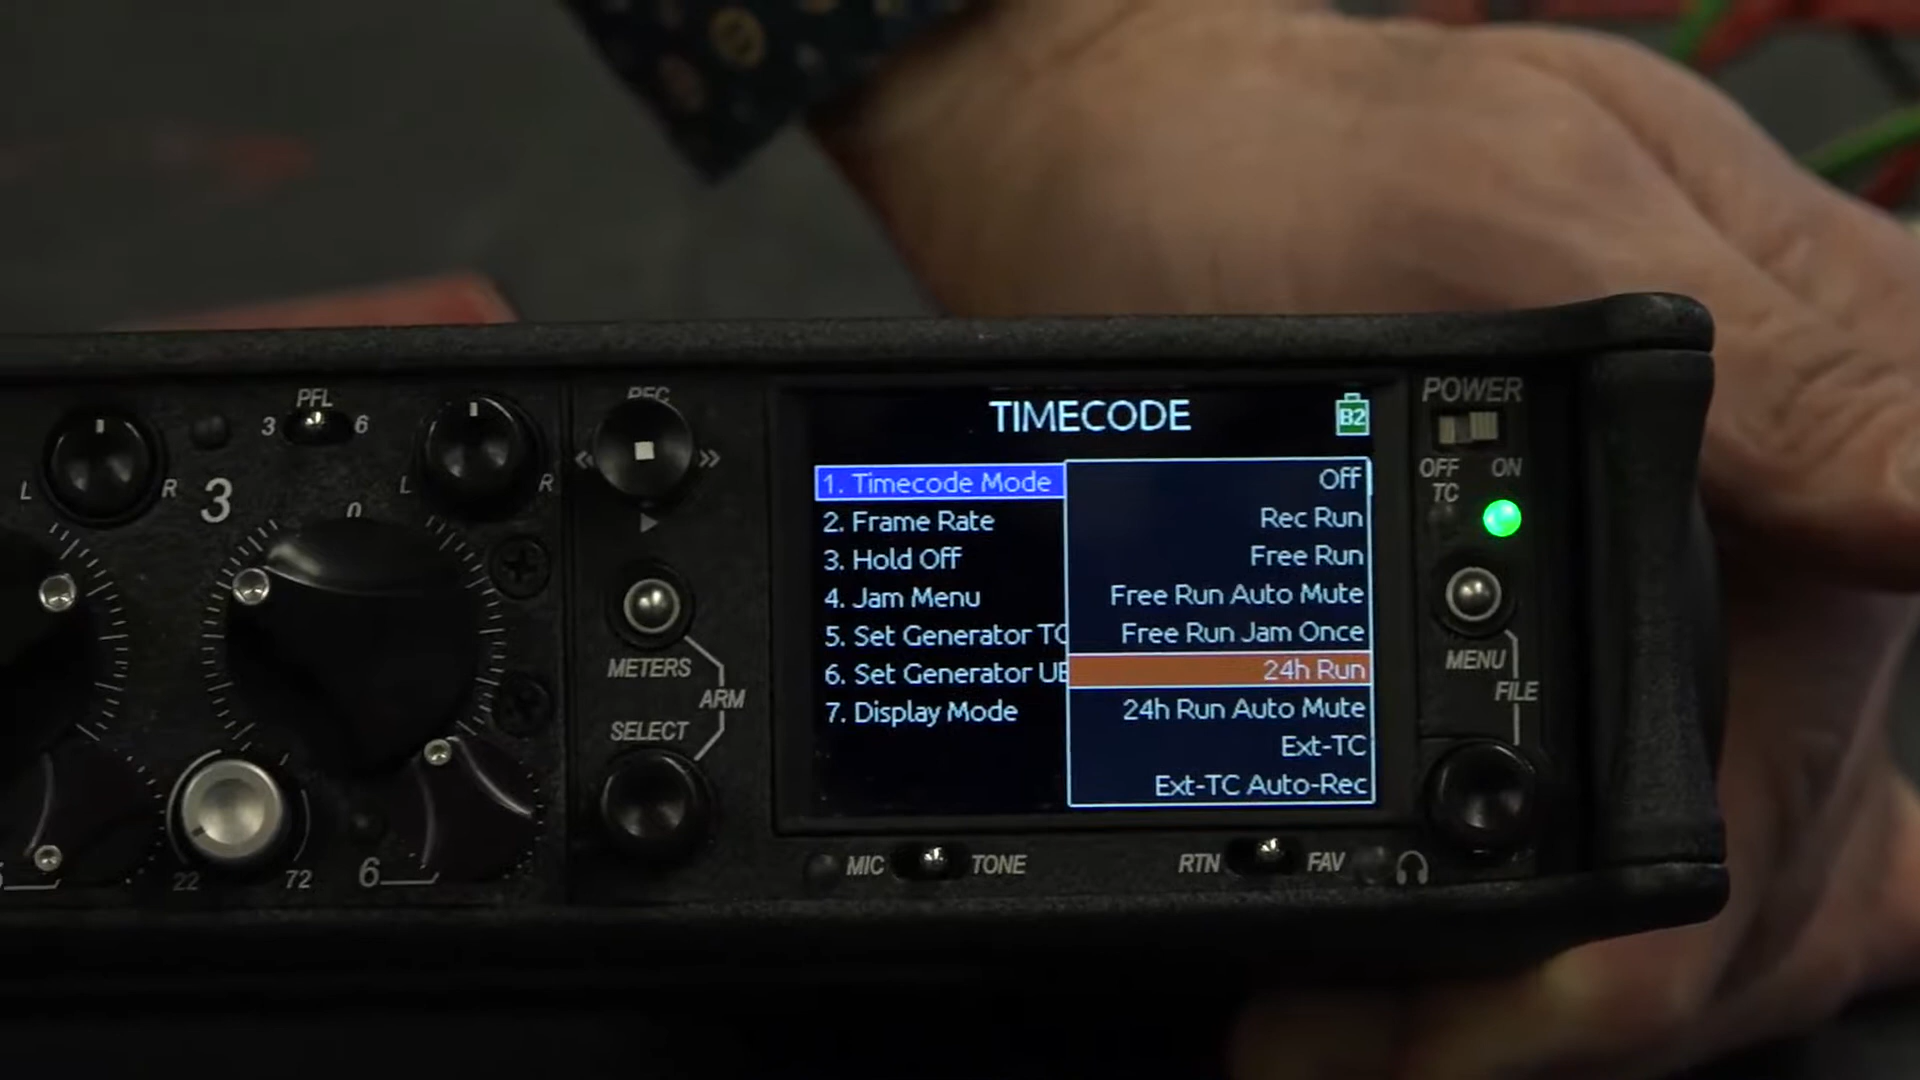 TIMECODE
B2
1. Timecode Mode
2. Frame Rate
3. Hold Off
4. Jam Menu
5. Set Generator TC
6. Set Generator UB
7. Display Mode
Off
Rec Run
Free Run
Free Run Auto Mute
Free Run Jam Once
24h Run
24h Run Auto Mute
Ext-TC
Ext-TC Auto-Rec
PFL
3 6
L R
3
L R
0
22 72
6
REC
METERS
ARM
SELECT
MIC TONE
RTN FAV
POWER
OFF ON
TC
MENU
FILE